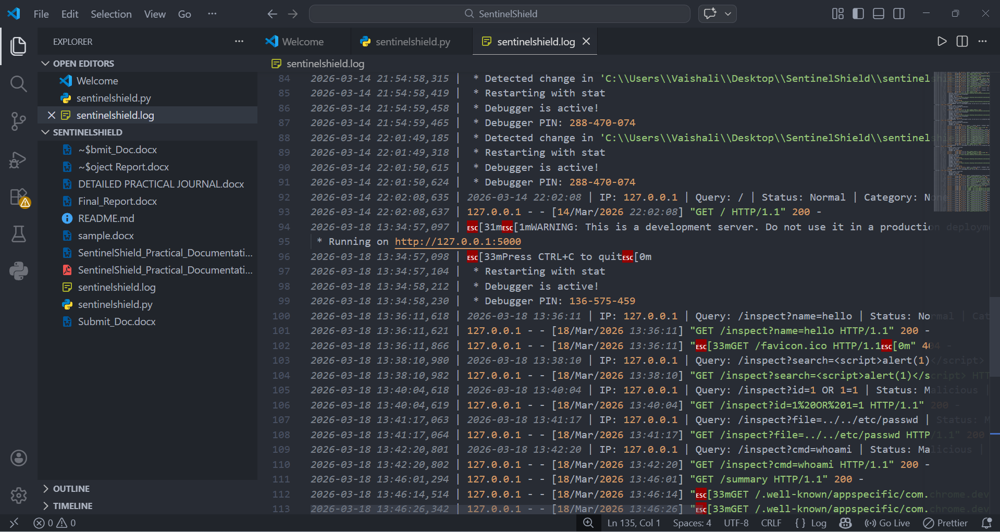 File Edit Selection View Go ··· SentinelShield
EXPLORER ···
OPEN EDITORS
Welcome
sentinelshield.py
sentinelshield.log
SENTINELSHIELD
~$bmit_Doc.docx
~$oject Report.docx
DETAILED PRACTICAL JOURNAL.docx
Final_Report.docx
README.md
sample.docx
SentinelShield_Practical_Documentati...
SentinelShield_Practical_Documentati...
sentinelshield.log
sentinelshield.py
Submit_Doc.docx
OUTLINE
TIMELINE
Welcome sentinelshield.py sentinelshield.log
sentinelshield.log
84 2026-03-14 21:54:58,315 | * Detected change in 'C:\\Users\\Vaishali\\Desktop\\SentinelShield\\sentinels
85 2026-03-14 21:54:58,419 | * Restarting with stat
86 2026-03-14 21:54:59,458 | * Debugger is active!
87 2026-03-14 21:54:59,465 | * Debugger PIN: 288-470-074
88 2026-03-14 22:01:49,185 | * Detected change in 'C:\\Users\\Vaishali\\Desktop\\SentinelShield\\sentinels
89 2026-03-14 22:01:49,318 | * Restarting with stat
90 2026-03-14 22:01:50,615 | * Debugger is active!
91 2026-03-14 22:01:50,624 | * Debugger PIN: 288-470-074
92 2026-03-14 22:02:08,635 | 2026-03-14 22:02:08 | IP: 127.0.0.1 | Query: / | Status: Normal | Category: None
93 2026-03-14 22:02:08,637 | 127.0.0.1 - - [14/Mar/2026 22:02:08] "GET / HTTP/1.1" 200 -
94 2026-03-18 13:34:57,097 | ESC[31mESC[1mWARNING: This is a development server. Do not use it in a production deploym
95 * Running on http://127.0.0.1:5000
96 2026-03-18 13:34:57,098 | ESC[33mPress CTRL+C to quitESC[0m
97 2026-03-18 13:34:57,104 | * Restarting with stat
98 2026-03-18 13:34:58,212 | * Debugger is active!
99 2026-03-18 13:34:58,230 | * Debugger PIN: 136-575-459
100 2026-03-18 13:36:11,618 | 2026-03-18 13:36:11 | IP: 127.0.0.1 | Query: /inspect?name=hello | Status: Normal | Cat
101 2026-03-18 13:36:11,621 | 127.0.0.1 - - [18/Mar/2026 13:36:11] "GET /inspect?name=hello HTTP/1.1" 200 -
102 2026-03-18 13:36:11,866 | 127.0.0.1 - - [18/Mar/2026 13:36:11] "ESC[33mGET /favicon.ico HTTP/1.1ESC[0m" 404 -
103 2026-03-18 13:38:10,980 | 2026-03-18 13:38:10 | IP: 127.0.0.1 | Query: /inspect?search=<script>alert(1)</script>
104 2026-03-18 13:38:10,982 | 127.0.0.1 - - [18/Mar/2026 13:38:10] "GET /inspect?search=<script>alert(1)</script> HTT
105 2026-03-18 13:40:04,618 | 2026-03-18 13:40:04 | IP: 127.0.0.1 | Query: /inspect?id=1 OR 1=1 | Status: Malicious |
106 2026-03-18 13:40:04,619 | 127.0.0.1 - - [18/Mar/2026 13:40:04] "GET /inspect?id=1%20OR%201=1 HTTP/1.1" 200 -
107 2026-03-18 13:41:17,063 | 2026-03-18 13:41:17 | IP: 127.0.0.1 | Query: /inspect?file=../../etc/passwd | Status: M
108 2026-03-18 13:41:17,064 | 127.0.0.1 - - [18/Mar/2026 13:41:17] "GET /inspect?file=../../etc/passwd HTTP/1.1" 200
109 2026-03-18 13:42:20,801 | 2026-03-18 13:42:20 | IP: 127.0.0.1 | Query: /inspect?cmd=whoami | Status: Malicious |
110 2026-03-18 13:42:20,802 | 127.0.0.1 - - [18/Mar/2026 13:42:20] "GET /inspect?cmd=whoami HTTP/1.1" 200 -
111 2026-03-18 13:46:01,294 | 127.0.0.1 - - [18/Mar/2026 13:46:01] "GET /summary HTTP/1.1" 200 -
112 2026-03-18 13:46:14,514 | 127.0.0.1 - - [18/Mar/2026 13:46:14] "ESC[33mGET /.well-known/appspecific/com.chrome.dev
113 2026-03-18 13:46:26,342 | 127.0.0.1 - - [18/Mar/2026 13:46:26] "ESC[33mGET /.well-known/appspecific/com.chrome.dev
0 0 Ln 135, Col 1 Spaces: 4 UTF-8 CRLF {} Log Go Live Prettier